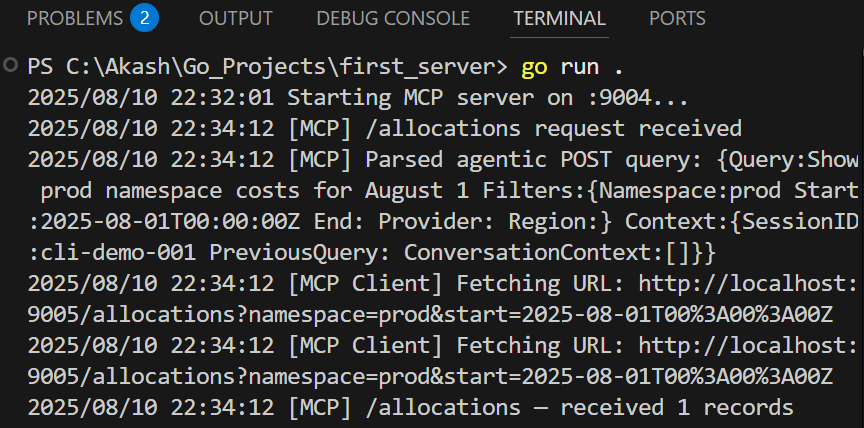 PROBLEMS 2 OUTPUT DEBUG CONSOLE TERMINAL PORTS
PS C:\Akash\Go_Projects\first_server> go run .
2025/08/10 22:32:01 Starting MCP server on :9004...
2025/08/10 22:34:12 [MCP] /allocations request received
2025/08/10 22:34:12 [MCP] Parsed agentic POST query: {Query:Show
prod namespace costs for August 1 Filters:{Namespace:prod Start
:2025-08-01T00:00:00Z End: Provider: Region:} Context:{SessionID
:cli-demo-001 PreviousQuery: ConversationContext:[]}}
2025/08/10 22:34:12 [MCP Client] Fetching URL: http://localhost:
9005/allocations?namespace=prod&start=2025-08-01T00%3A00%3A00Z
2025/08/10 22:34:12 [MCP Client] Fetching URL: http://localhost:
9005/allocations?namespace=prod&start=2025-08-01T00%3A00%3A00Z
2025/08/10 22:34:12 [MCP] /allocations — received 1 records